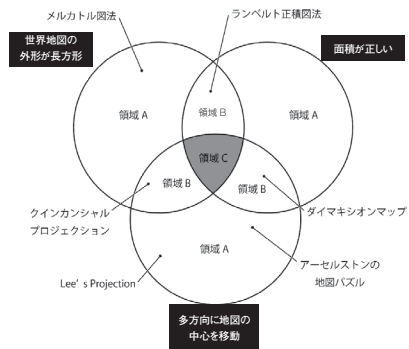 メルカトル図法
ランベルト正積図法
世界地図の
外形が長方形
面積が正しい
領域 A
領域 B
領域 A
領域 C
領域 B
領域 B
クインカンシャル
プロジェクション
ダイマキシオンマップ
領域 A
アーセルストンの
地図パズル
Lee' s Projection
多方向に地図の
中心を移動